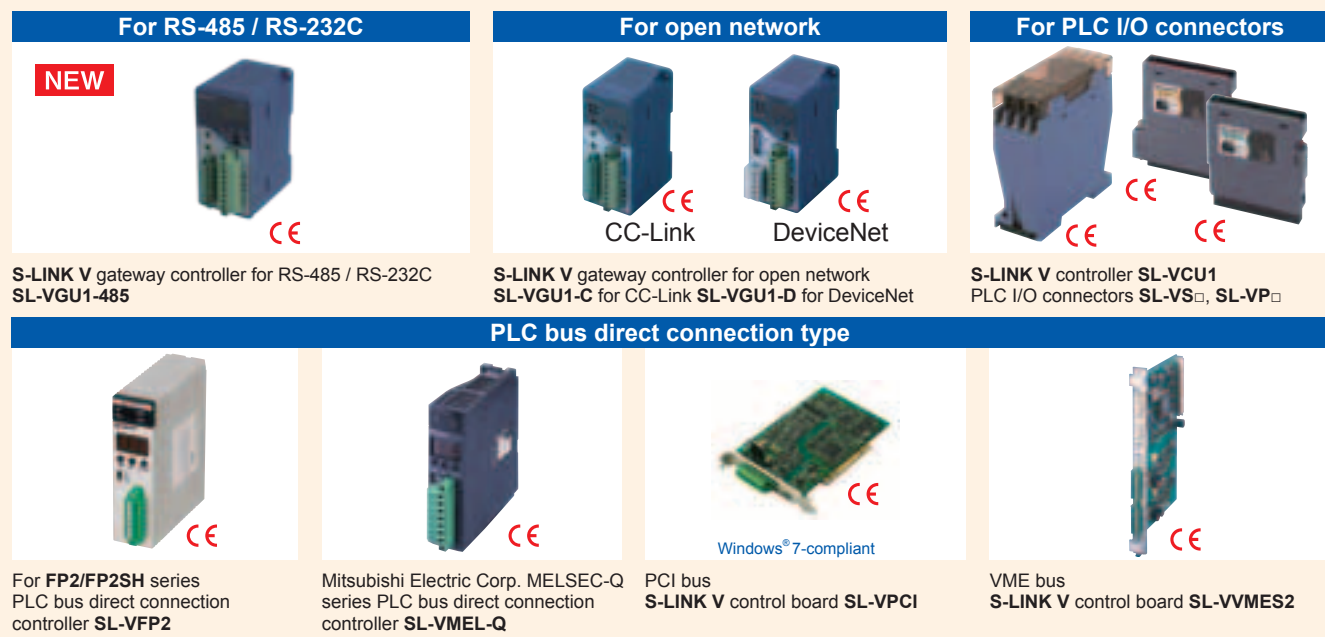 For RS-485 / RS-232C
NEW
CE
S-LINK V gateway controller for RS-485 / RS-232C
SL-VGU1-485
For open network
CE
CE
CC-Link
DeviceNet
S-LINK V gateway controller for open network
SL-VGU1-C for CC-Link SL-VGU1-D for DeviceNet
For PLC I/O connectors
CE
CE
CE
S-LINK V controller SL-VCU1
PLC I/O connectors SL-VS□, SL-VP□
PLC bus direct connection type
CE
For FP2/FP2SH series
PLC bus direct connection
controller SL-VFP2
CE
Mitsubishi Electric Corp. MELSEC-Q
series PLC bus direct connection
controller SL-VMEL-Q
CE
Windows® 7-compliant
PCI bus
S-LINK V control board SL-VPCI
CE
VME bus
S-LINK V control board SL-VVMES2